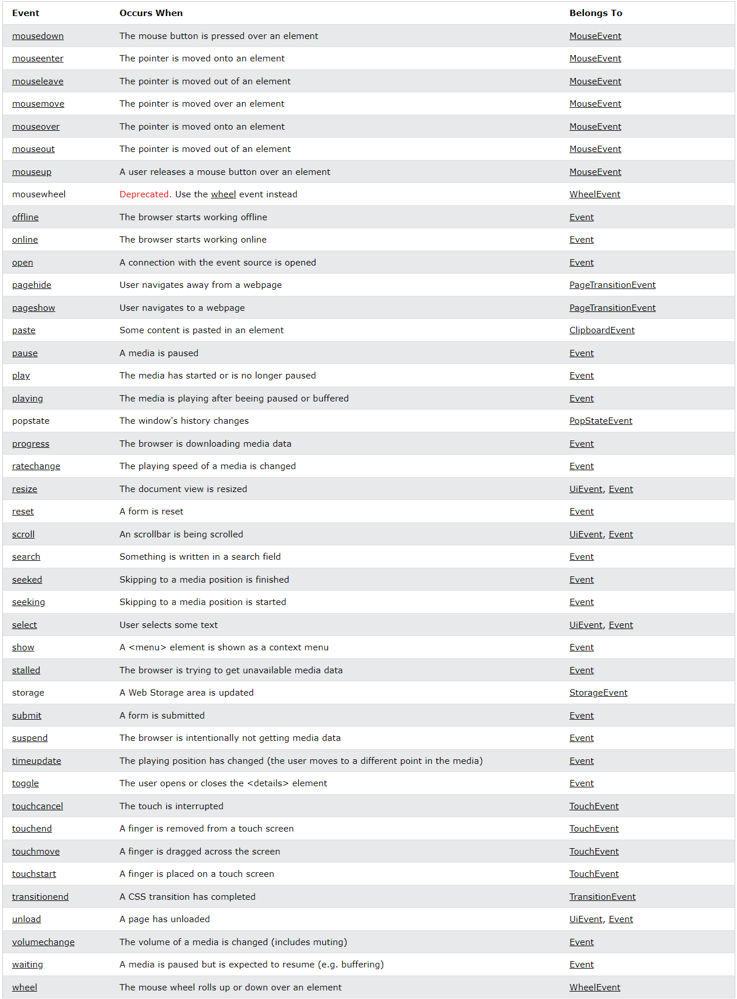 Event Occurs When Belongs To
mousedown The mouse button is pressed over an element MouseEvent
mouseenter The pointer is moved onto an element MouseEvent
mouseleave The pointer is moved out of an element MouseEvent
mousemove The pointer is moved over an element MouseEvent
mouseover The pointer is moved onto an element MouseEvent
mouseout The pointer is moved out of an element MouseEvent
mouseup A user releases a mouse button over an element MouseEvent
mousewheel Deprecated. Use the wheel event instead WheelEvent
offline The browser starts working offline Event
online The browser starts working online Event
open A connection with the event source is opened Event
pagehide User navigates away from a webpage PageTransitionEvent
pageshow User navigates to a webpage PageTransitionEvent
paste Some content is pasted in an element ClipboardEvent
pause A media is paused Event
play The media has started or is no longer paused Event
playing The media is playing after beeing paused or buffered Event
popstate The window's history changes PopStateEvent
progress The browser is downloading media data Event
ratechange The playing speed of a media is changed Event
resize The document view is resized UiEvent, Event
reset A form is reset Event
scroll An scrollbar is being scrolled UiEvent, Event
search Something is written in a search field Event
seeked Skipping to a media position is finished Event
seeking Skipping to a media position is started Event
select User selects some text UiEvent, Event
show A <menu> element is shown as a context menu Event
stalled The browser is trying to get unavailable media data Event
storage A Web Storage area is updated StorageEvent
submit A form is submitted Event
suspend The browser is intentionally not getting media data Event
timeupdate The playing position has changed (the user moves to a different point in the media) Event
toggle The user opens or closes the <details> element Event
touchcancel The touch is interrupted TouchEvent
touchend A finger is removed from a touch screen TouchEvent
touchmove A finger is dragged across the screen TouchEvent
touchstart A finger is placed on a touch screen TouchEvent
transitionend A CSS transition has completed TransitionEvent
unload A page has unloaded UiEvent, Event
volumechange The volume of a media is changed (includes muting) Event
waiting A media is paused but is expected to resume (e.g. buffering) Event
wheel The mouse wheel rolls up or down over an element WheelEvent